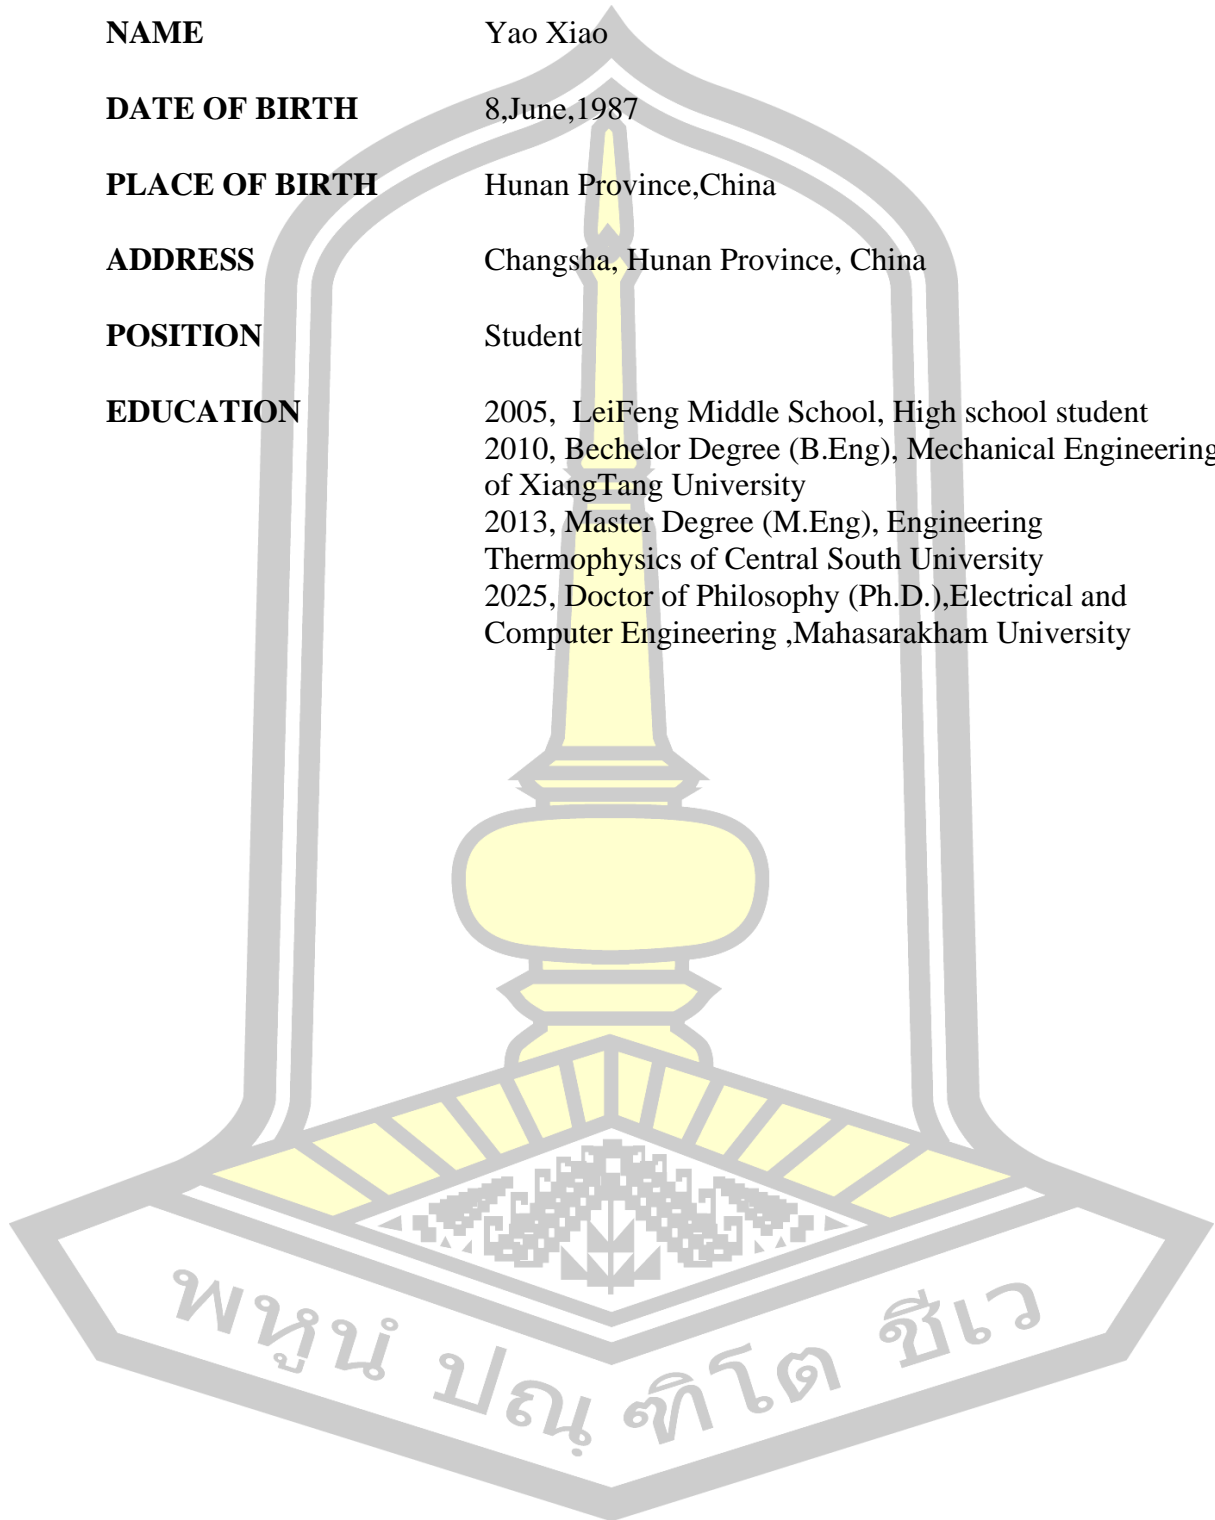 NAME Yao Xiao
DATE OF BIRTH 8,June,1987
PLACE OF BIRTH Hunan Province,China
ADDRESS Changsha, Hunan Province, China
POSITION Student
EDUCATION 2005, LeiFeng Middle School, High school student
2010, Bechelor Degree (B.Eng), Mechanical Engineering
of XiangTang University
2013, Master Degree (M.Eng), Engineering
Thermophysics of Central South University
2025, Doctor of Philosophy (Ph.D.),Electrical and
Computer Engineering ,Mahasarakham University
พหูนํ ปณฺฑิโต ชีเว